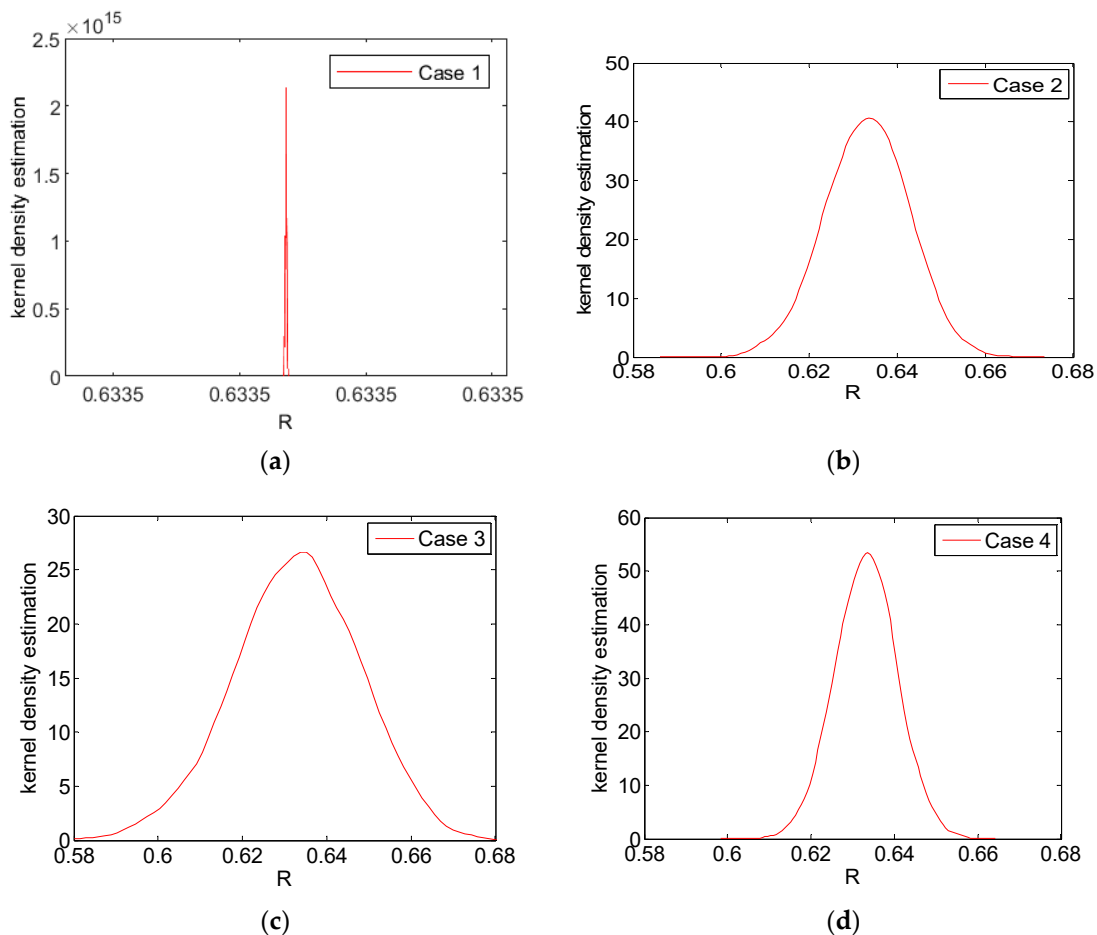 ×10^15
2.5
2
1.5
1
0.5
0
kernel density estimation
Case 1
0.6335 0.6335 0.6335 0.6335
R
(a)
50
40
30
20
10
0
kernel density estimation
Case 2
0.58 0.6 0.62 0.64 0.66 0.68
R
(b)
30
25
20
15
10
5
0
kernel density estimation
Case 3
0.58 0.6 0.62 0.64 0.66 0.68
R
(c)
60
50
40
30
20
10
0
kernel density estimation
Case 4
0.58 0.6 0.62 0.64 0.66 0.68
R
(d)